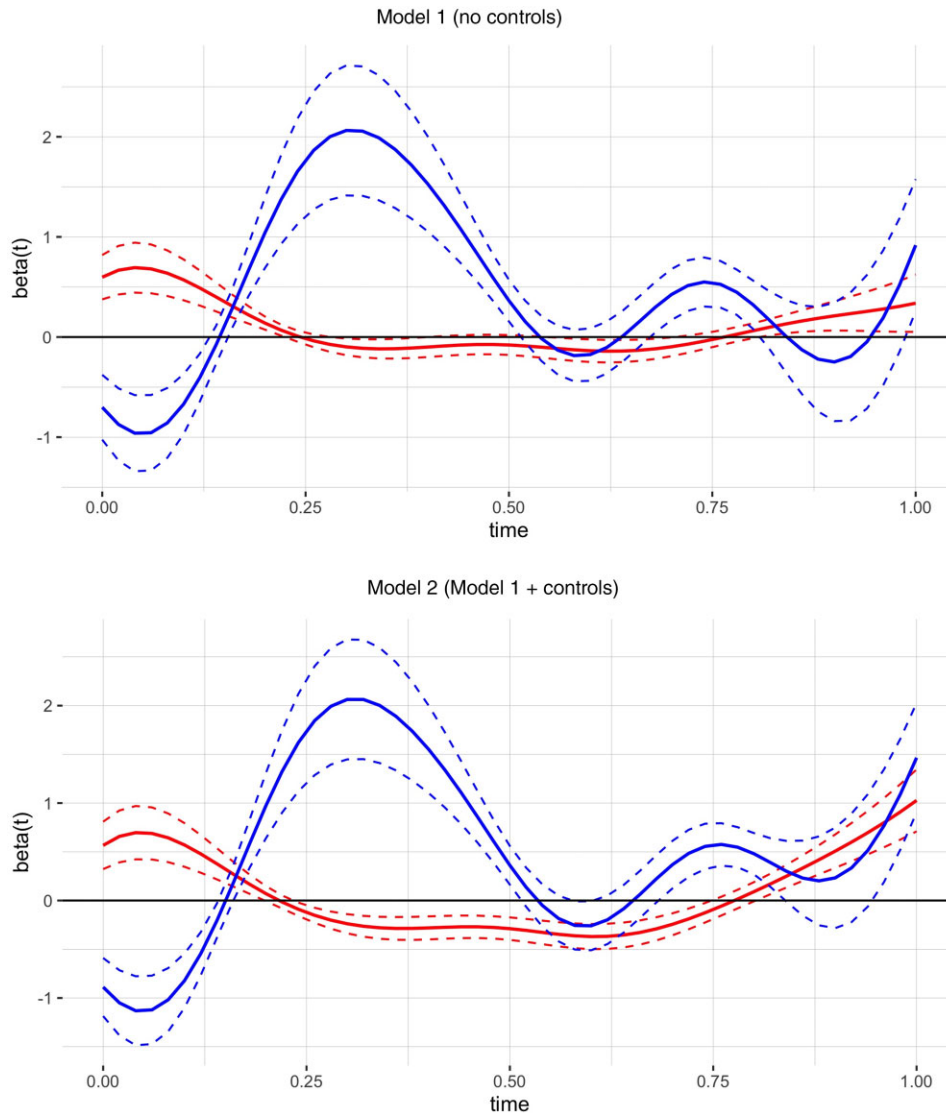 Model 1 (no controls)
2
1
0
-1
beta(t)
0.00 0.25 0.50 0.75 1.00
time
Model 2 (Model 1 + controls)
2
1
0
-1
beta(t)
0.00 0.25 0.50 0.75 1.00
time